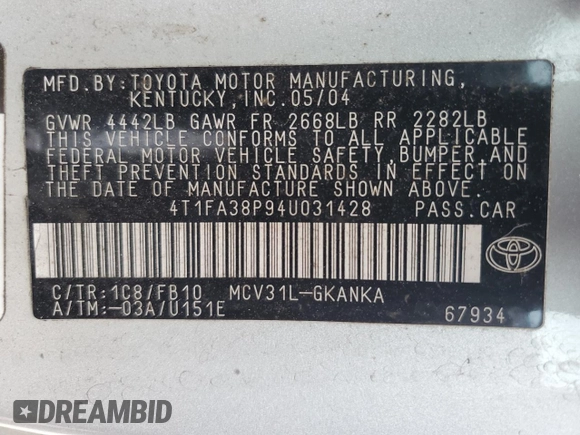 MFD.BY:TOYOTA MOTOR MANUFACTURING,
KENTUCKY,INC.05/04
GVWR 4442LB GAWR FR 2668LB RR 2282LB
THIS VEHICLE CONFORMS TO ALL APPLICABLE
FEDERAL MOTOR VEHICLE SAFETY,BUMPER,AND
THEFT PREVENTION STANDARDS IN EFFECT ON
THE DATE OF MANUFACTURE SHOWN ABOVE.
4T1FA38P94U031428 PASS.CAR
C/TR:1C8/FB10 MCV31L-GKANKA
A/TM:-03A/U151E
67934
DREAMBID